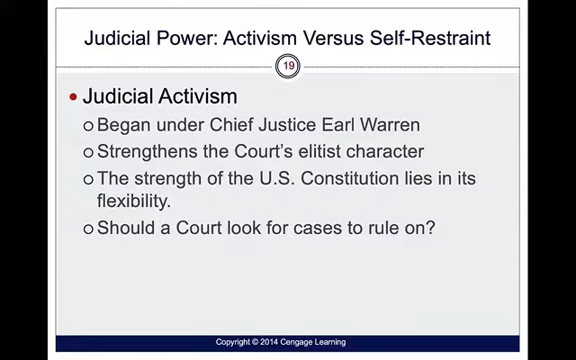 Judicial Power: Activism Versus Self-Restraint
19
• Judicial Activism
o Began under Chief Justice Earl Warren
o Strengthens the Court's elitist character
o The strength of the U.S. Constitution lies in its
flexibility.
o Should a Court look for cases to rule on?
Copyright © 2014 Cengage Learning